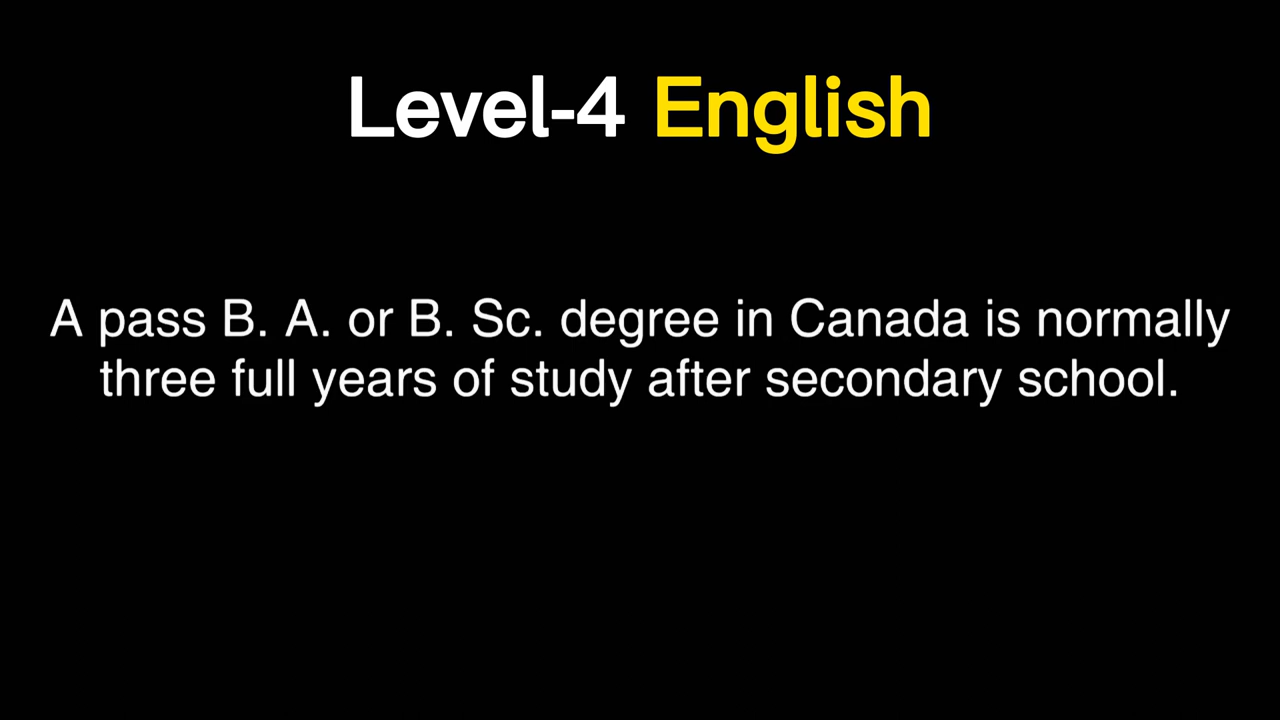 Level-4 English
A pass B. A. or B. Sc. degree in Canada is normally
three full years of study after secondary school.